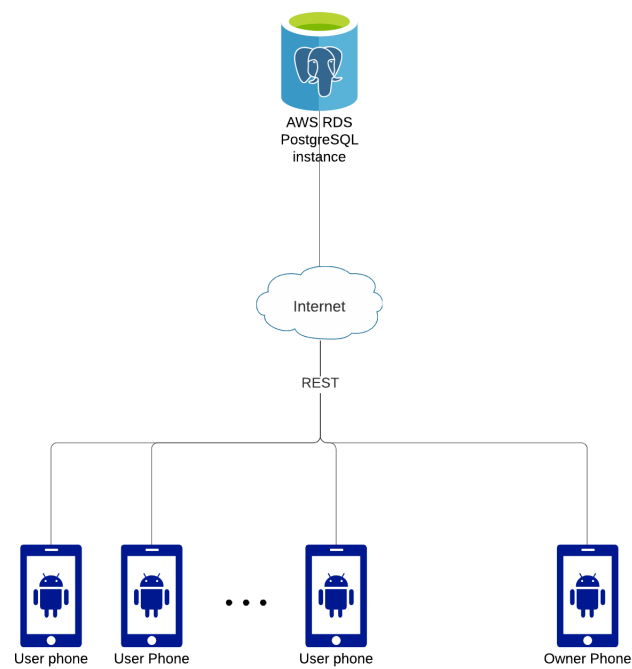 AWS RDS
PostgreSQL
instance
Internet
REST
User phone
User Phone
User phone
Owner Phone